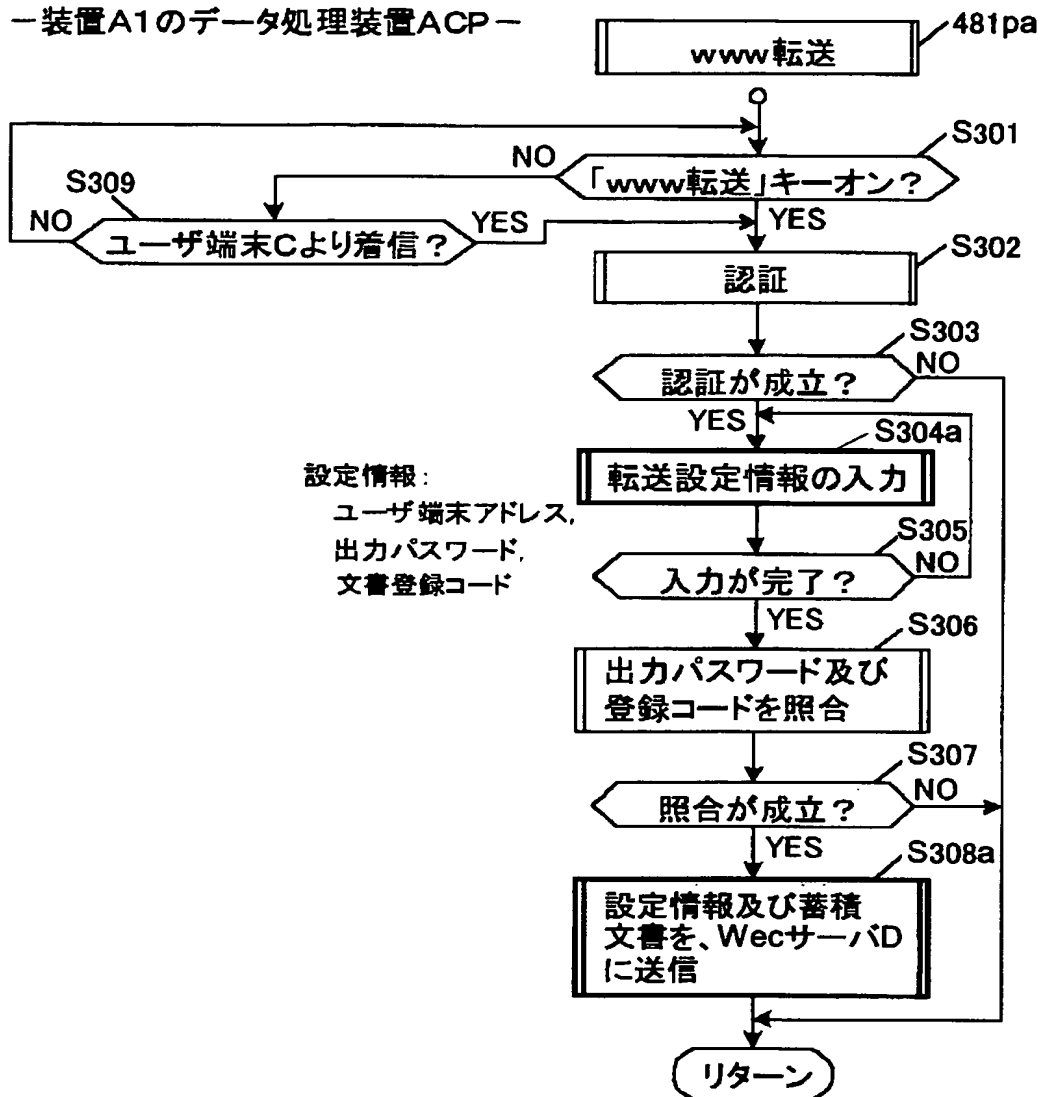 －装置A1のデータ処理装置ACP－
481pa
www転送
S301
NO
「www転送」キーオン？
YES
S309
NO
ユーザ端末Cより着信？
YES
S302
認証
S303
認証が成立？
NO
YES
S304a
転送設定情報の入力
設定情報：
ユーザ端末アドレス，
出力パスワード，
文書登録コード
S305
入力が完了？
NO
YES
S306
出力パスワード及び
登録コードを照合
S307
照合が成立？
NO
YES
S308a
設定情報及び蓄積
文書を、WecサーバD
に送信
リターン